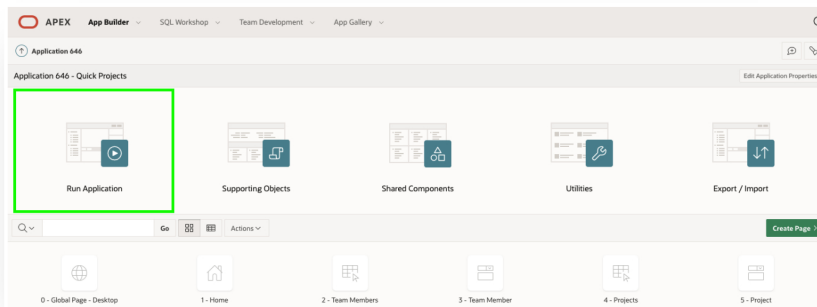 APEX App Builder SQL Workshop Team Development App Gallery
Application 646
Application 646 - Quick Projects Edit Application Properties
Run Application Supporting Objects Shared Components Utilities Export / Import
Go Actions Create Page
0 - Global Page - Desktop 1 - Home 2 - Team Members 3 - Team Member 4 - Projects 5 - Project